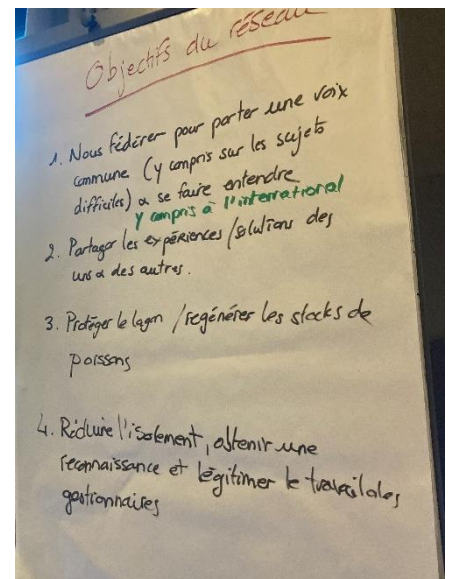 Objectifs du réseau
1. Nous fédérer pour porter une voix
commune (y compris sur les sujets
difficiles) & se faire entendre
y compris à l'international
2. Partager les expériences/solutions des
uns & des autres.
3. Protéger le lagon / regénérer les stocks de
poissons
4. Réduire l'isolement, obtenir une
reconnaissance et légitimer le travail des
gestionnaires